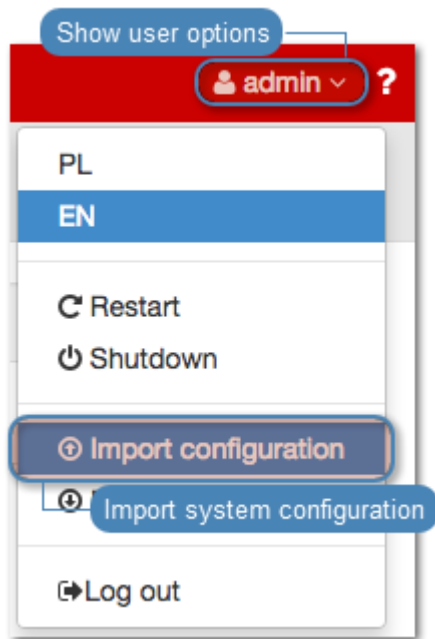 Show user options
admin ?
PL
EN
Restart
Shutdown
Import configuration
Import system configuration
Log out